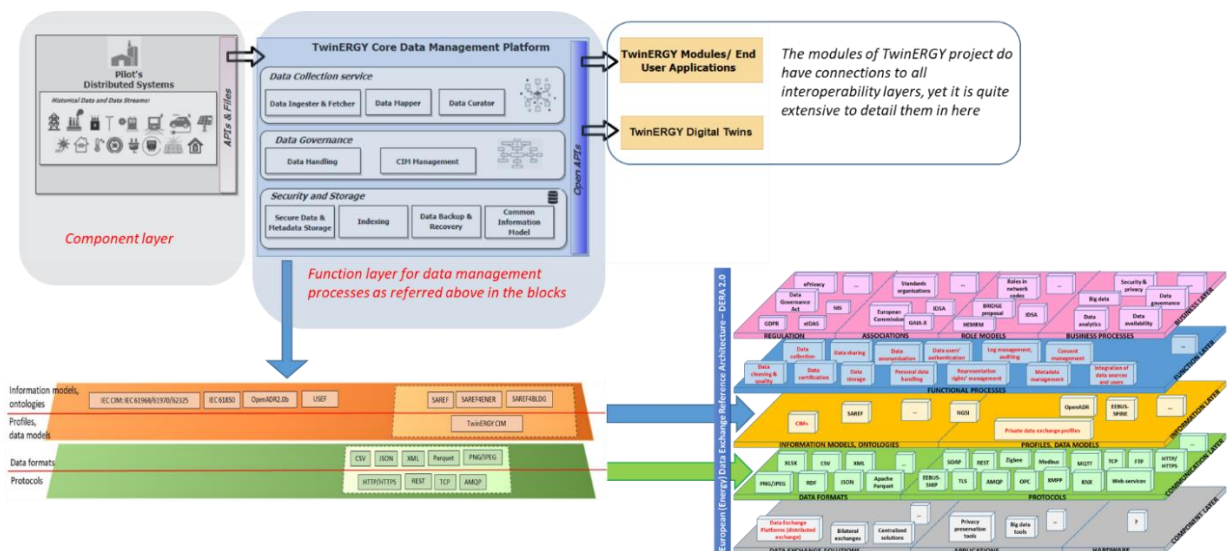 Pilot's
Distributed Systems
Historical Data and Data Streams:
APIs & Files
Component layer
TwinERGY Core Data Management Platform
Data Collection service
Data Ingester & Fetcher
Data Mapper
Data Curator
Data Governance
Data Handling
CIM Management
Security and Storage
Secure Data &
Metadata Storage
Indexing
Data Backup &
Recovery
Common
Information
Model
Open APIs
Function layer for data management
processes as referred above in the blocks
TwinERGY Modules/ End
User Applications
TwinERGY Digital Twins
The modules of TwinERGY project do
have connections to all
interoperability layers, yet it is quite
extensive to detail them in here
Information models,
ontologies
IEC CIM: IEC 61968/61970/62325
IEC 61850
OpenADR2.0b
USEF
SAREF
SAREF4ENER
SAREF4BLDG
Profiles,
data models
TwinERGY CIM
Data formats
CSV
JSON
XML
Parquet
PNG/JPEG
Protocols
HTTP/HTTPS
REST
TCP
AMQP
European (Energy) Data Exchange Reference Architecture – DERA 2.0
ePrivacy
...
Data
Governance
Act
NIS
GDPR
eIDAS
REGULATION
Standards
organisations
...
European
Commission
IDSA
GAIA-X
ASSOCIATIONS
Roles in
network
codes
...
BRIDGE
proposal
IDSA
HEMRM
ROLE MODELS
Security &
privacy
Big data
Data
governance
Data
analytics
Data
availability
BUSINESS PROCESSES
BUSINESS LAYER
Data
collection
Data sharing
Data
anonymisation
Data users'
authentication
Log management,
auditing
Consent
management
...
Data
cleaning &
quality
Data
certification
Data
storage
Personal data
handling
Representation
rights' management
Metadata
management
Integration of
data sources
and users
FUNCTIONAL PROCESSES
FUNCTION LAYER
CIM+
SAREF
...
NGSI
OpenADR
EEBUS-
SPINE
...
Private data exchange profiles
INFORMATION MODELS, ONTOLOGIES
PROFILES, DATA MODELS
INFORMATION LAYER
XLSX
CSV
XML
...
SOAP
REST
Zigbee
Modbus
MQTT
TCP
FTP
HTTP/
HTTPS
...
PNG/JPEG
RDF
JSON
Apache
Parquet
EEBUS-
SHIP
TLS
AMQP
OPC
XMPP
KNX
Web services
DATA FORMATS
PROTOCOLS
COMMUNICATION LAYER
Data Exchange
Platforms (distributed
exchange)
Bilateral
exchanges
Centralised
solutions
...
Privacy
preservation
tools
Big data
tools
...
?
DATA EXCHANGE SOLUTIONS
APPLICATIONS
HARDWARE
COMPONENT LAYER